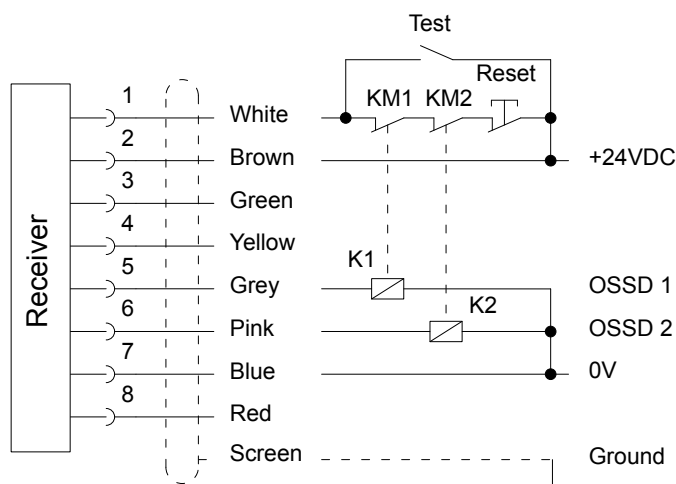 Test
Reset
1 White KM1 KM2
2 Brown +24VDC
3 Green
4 Yellow
K1
5 Grey OSSD 1
K2
6 Pink OSSD 2
7 Blue 0V
8 Red
Screen Ground
Receiver